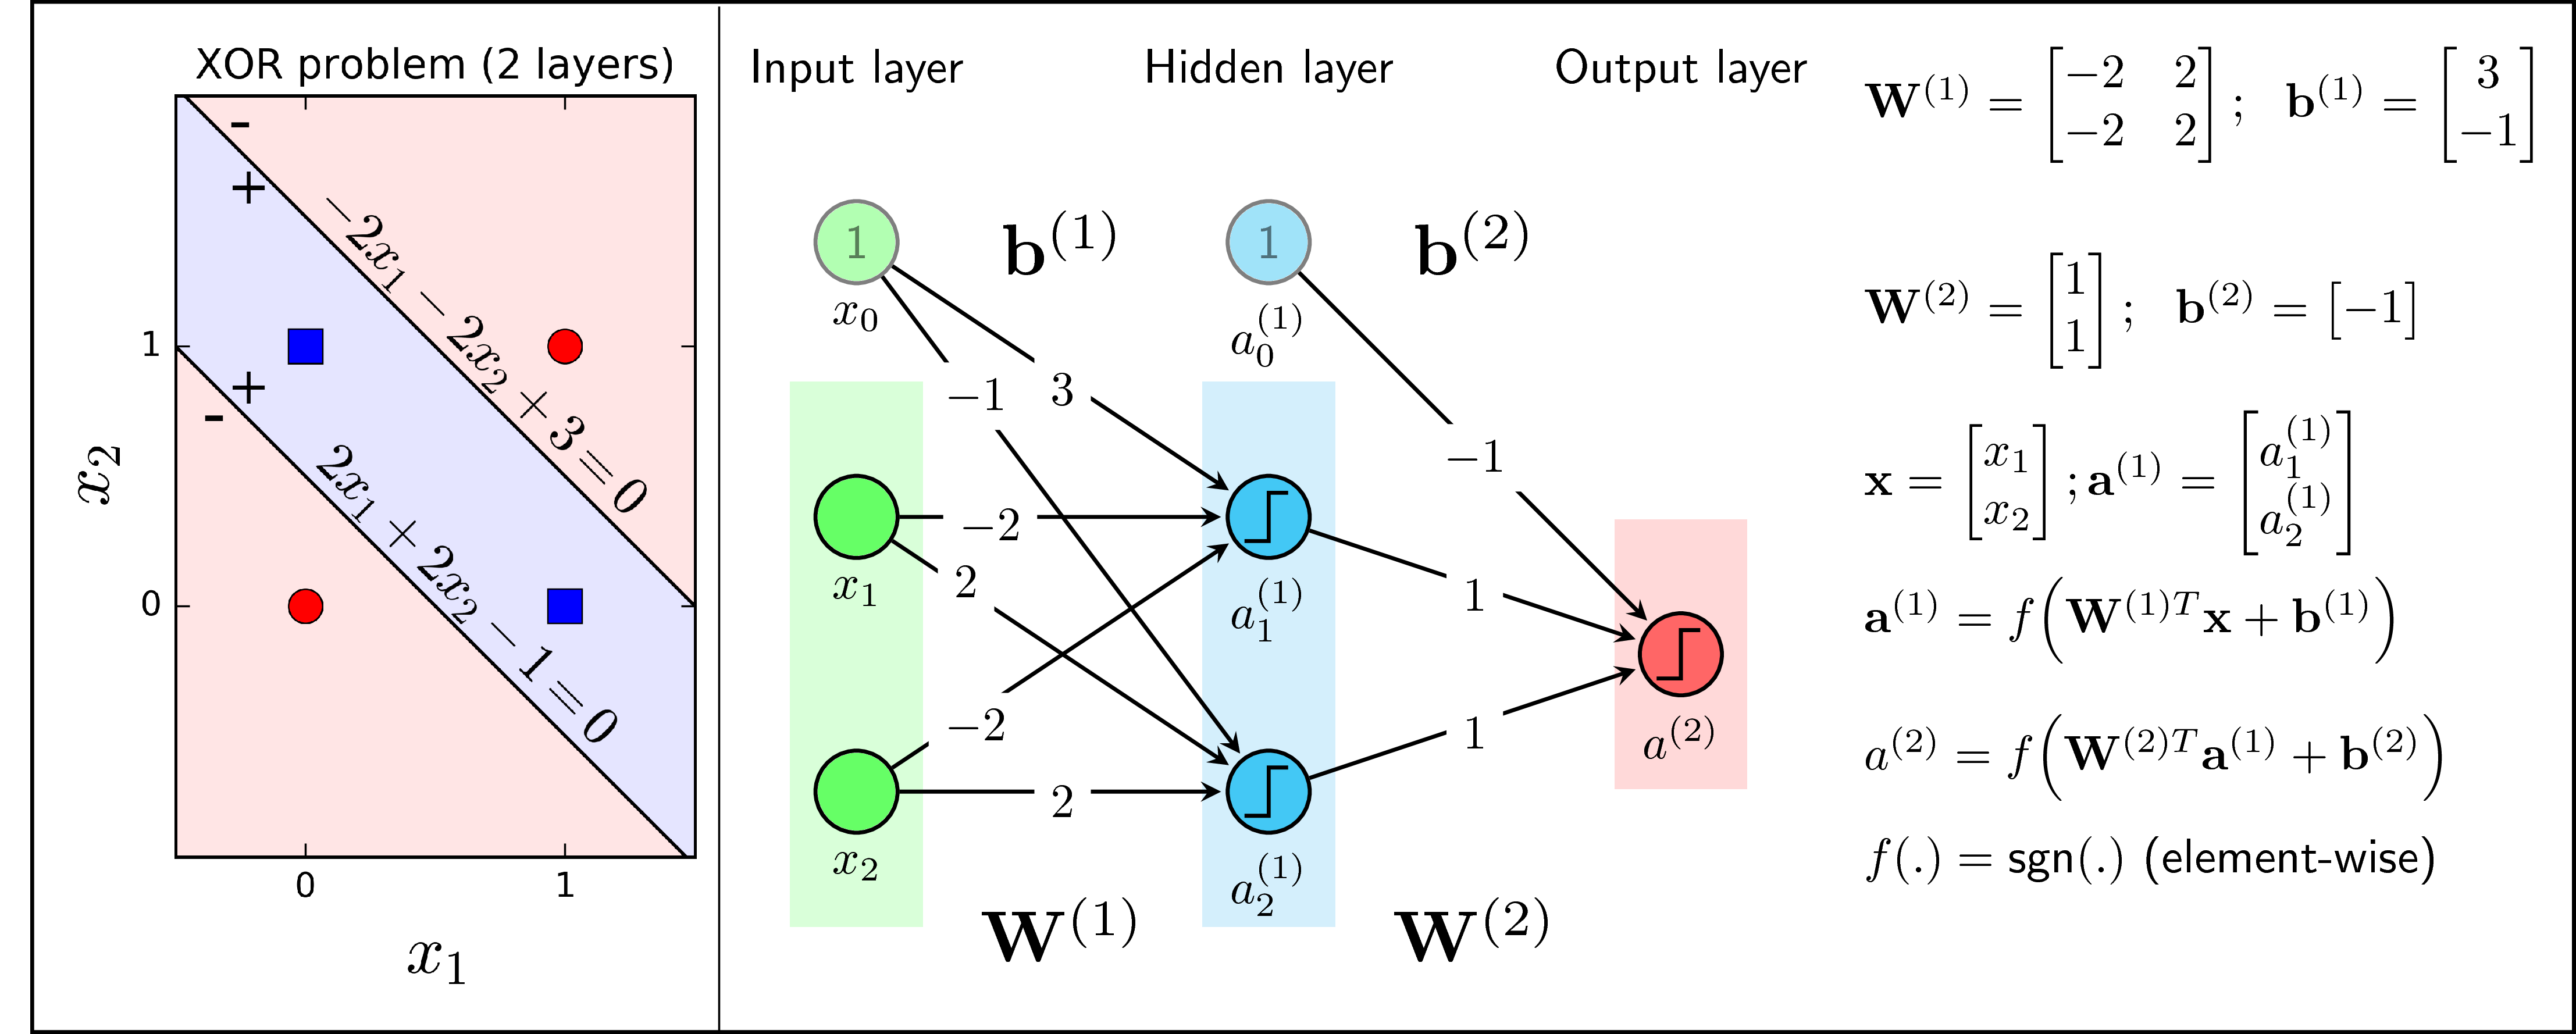 XOR problem (2 layers)
-
+
−2x₁ − 2x₂ + 3 = 0
1
+
-
2x₁ + 2x₂ − 1 = 0
0
0 1
x₂
x₁
Input layer Hidden layer Output layer
1 b⁽¹⁾ 1 b⁽²⁾
x₀ a₀⁽¹⁾
−1 3
−1
−2
x₁ 2 a₁⁽¹⁾ 1
−2 1 a⁽²⁾
2
x₂ a₂⁽¹⁾
W⁽¹⁾ W⁽²⁾
W⁽¹⁾ = [−2 2; −2 2] ; b⁽¹⁾ = [3; −1]
W⁽²⁾ = [1; 1] ; b⁽²⁾ = [−1]
x = [x₁; x₂] ; a⁽¹⁾ = [a₁⁽¹⁾; a₂⁽¹⁾]
a⁽¹⁾ = f(W⁽¹⁾ᵀx + b⁽¹⁾)
a⁽²⁾ = f(W⁽²⁾ᵀa⁽¹⁾ + b⁽²⁾)
f(.) = sgn(.) (element-wise)